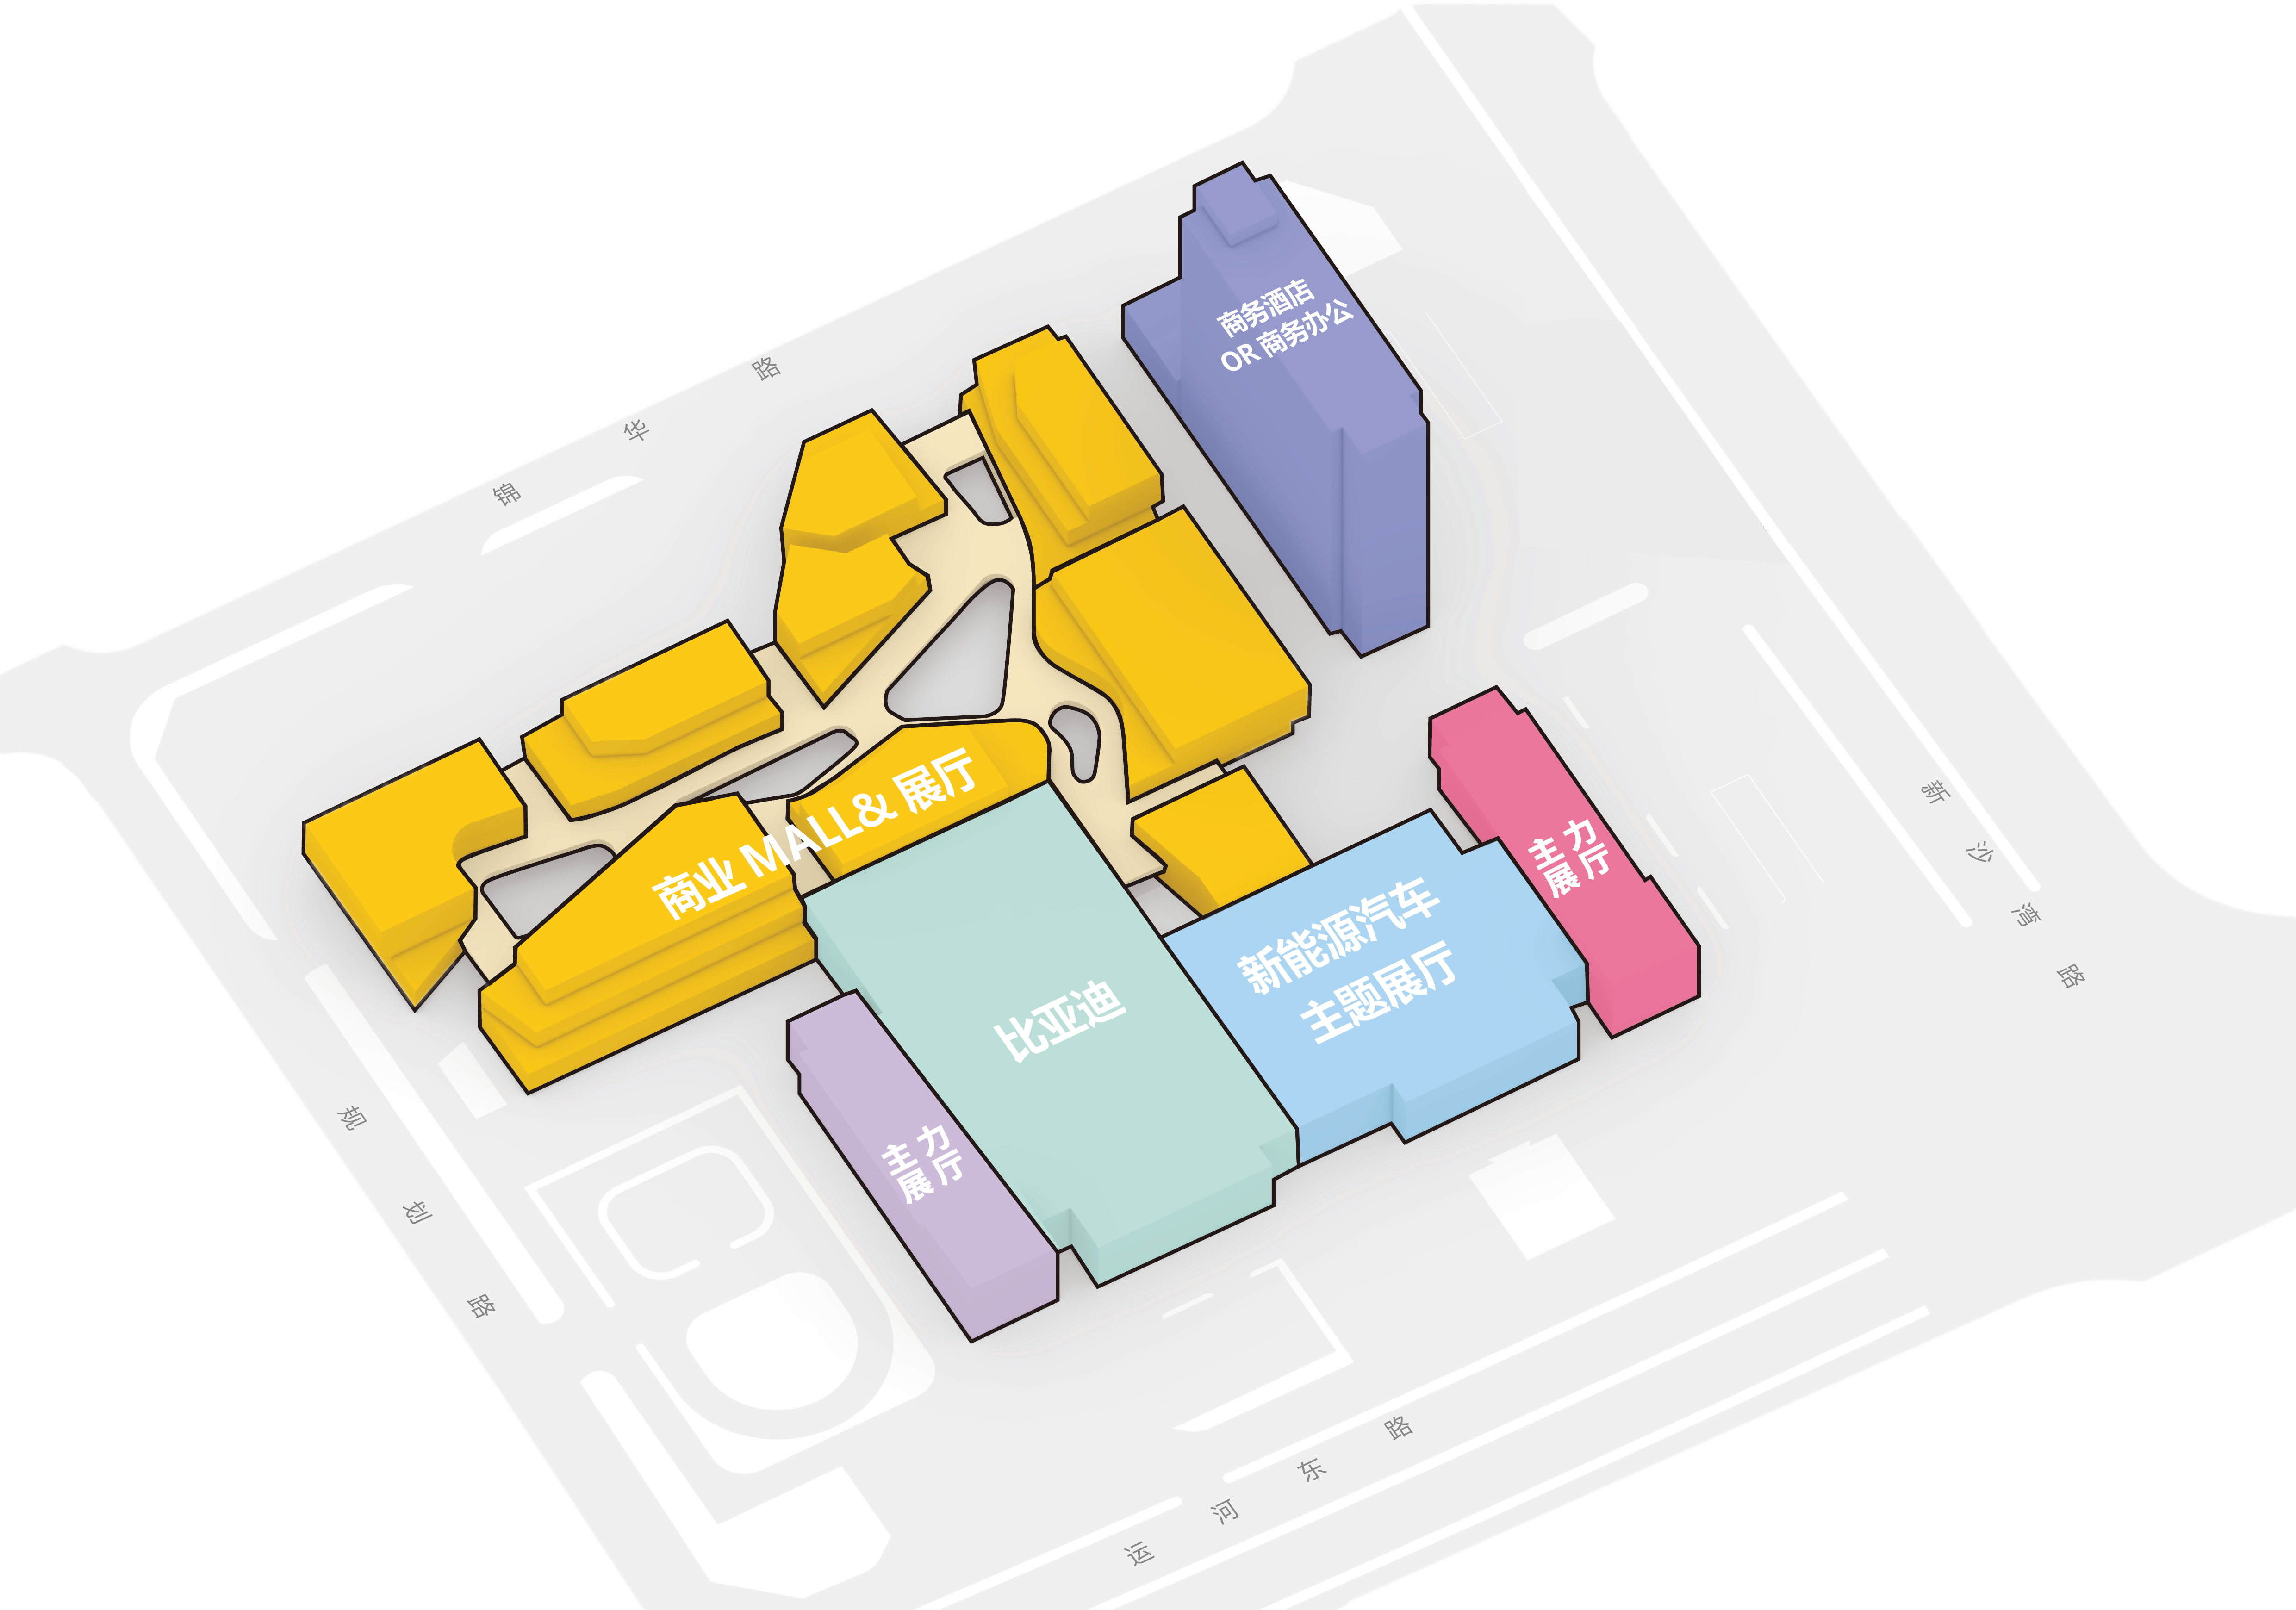 商务酒店
OR 商务办公
锦华路
商业 MALL& 展厅
主力
展厅
新能源汽车
主题展厅
比亚迪
主力
展厅
新沙湾路
规划路
运河东路